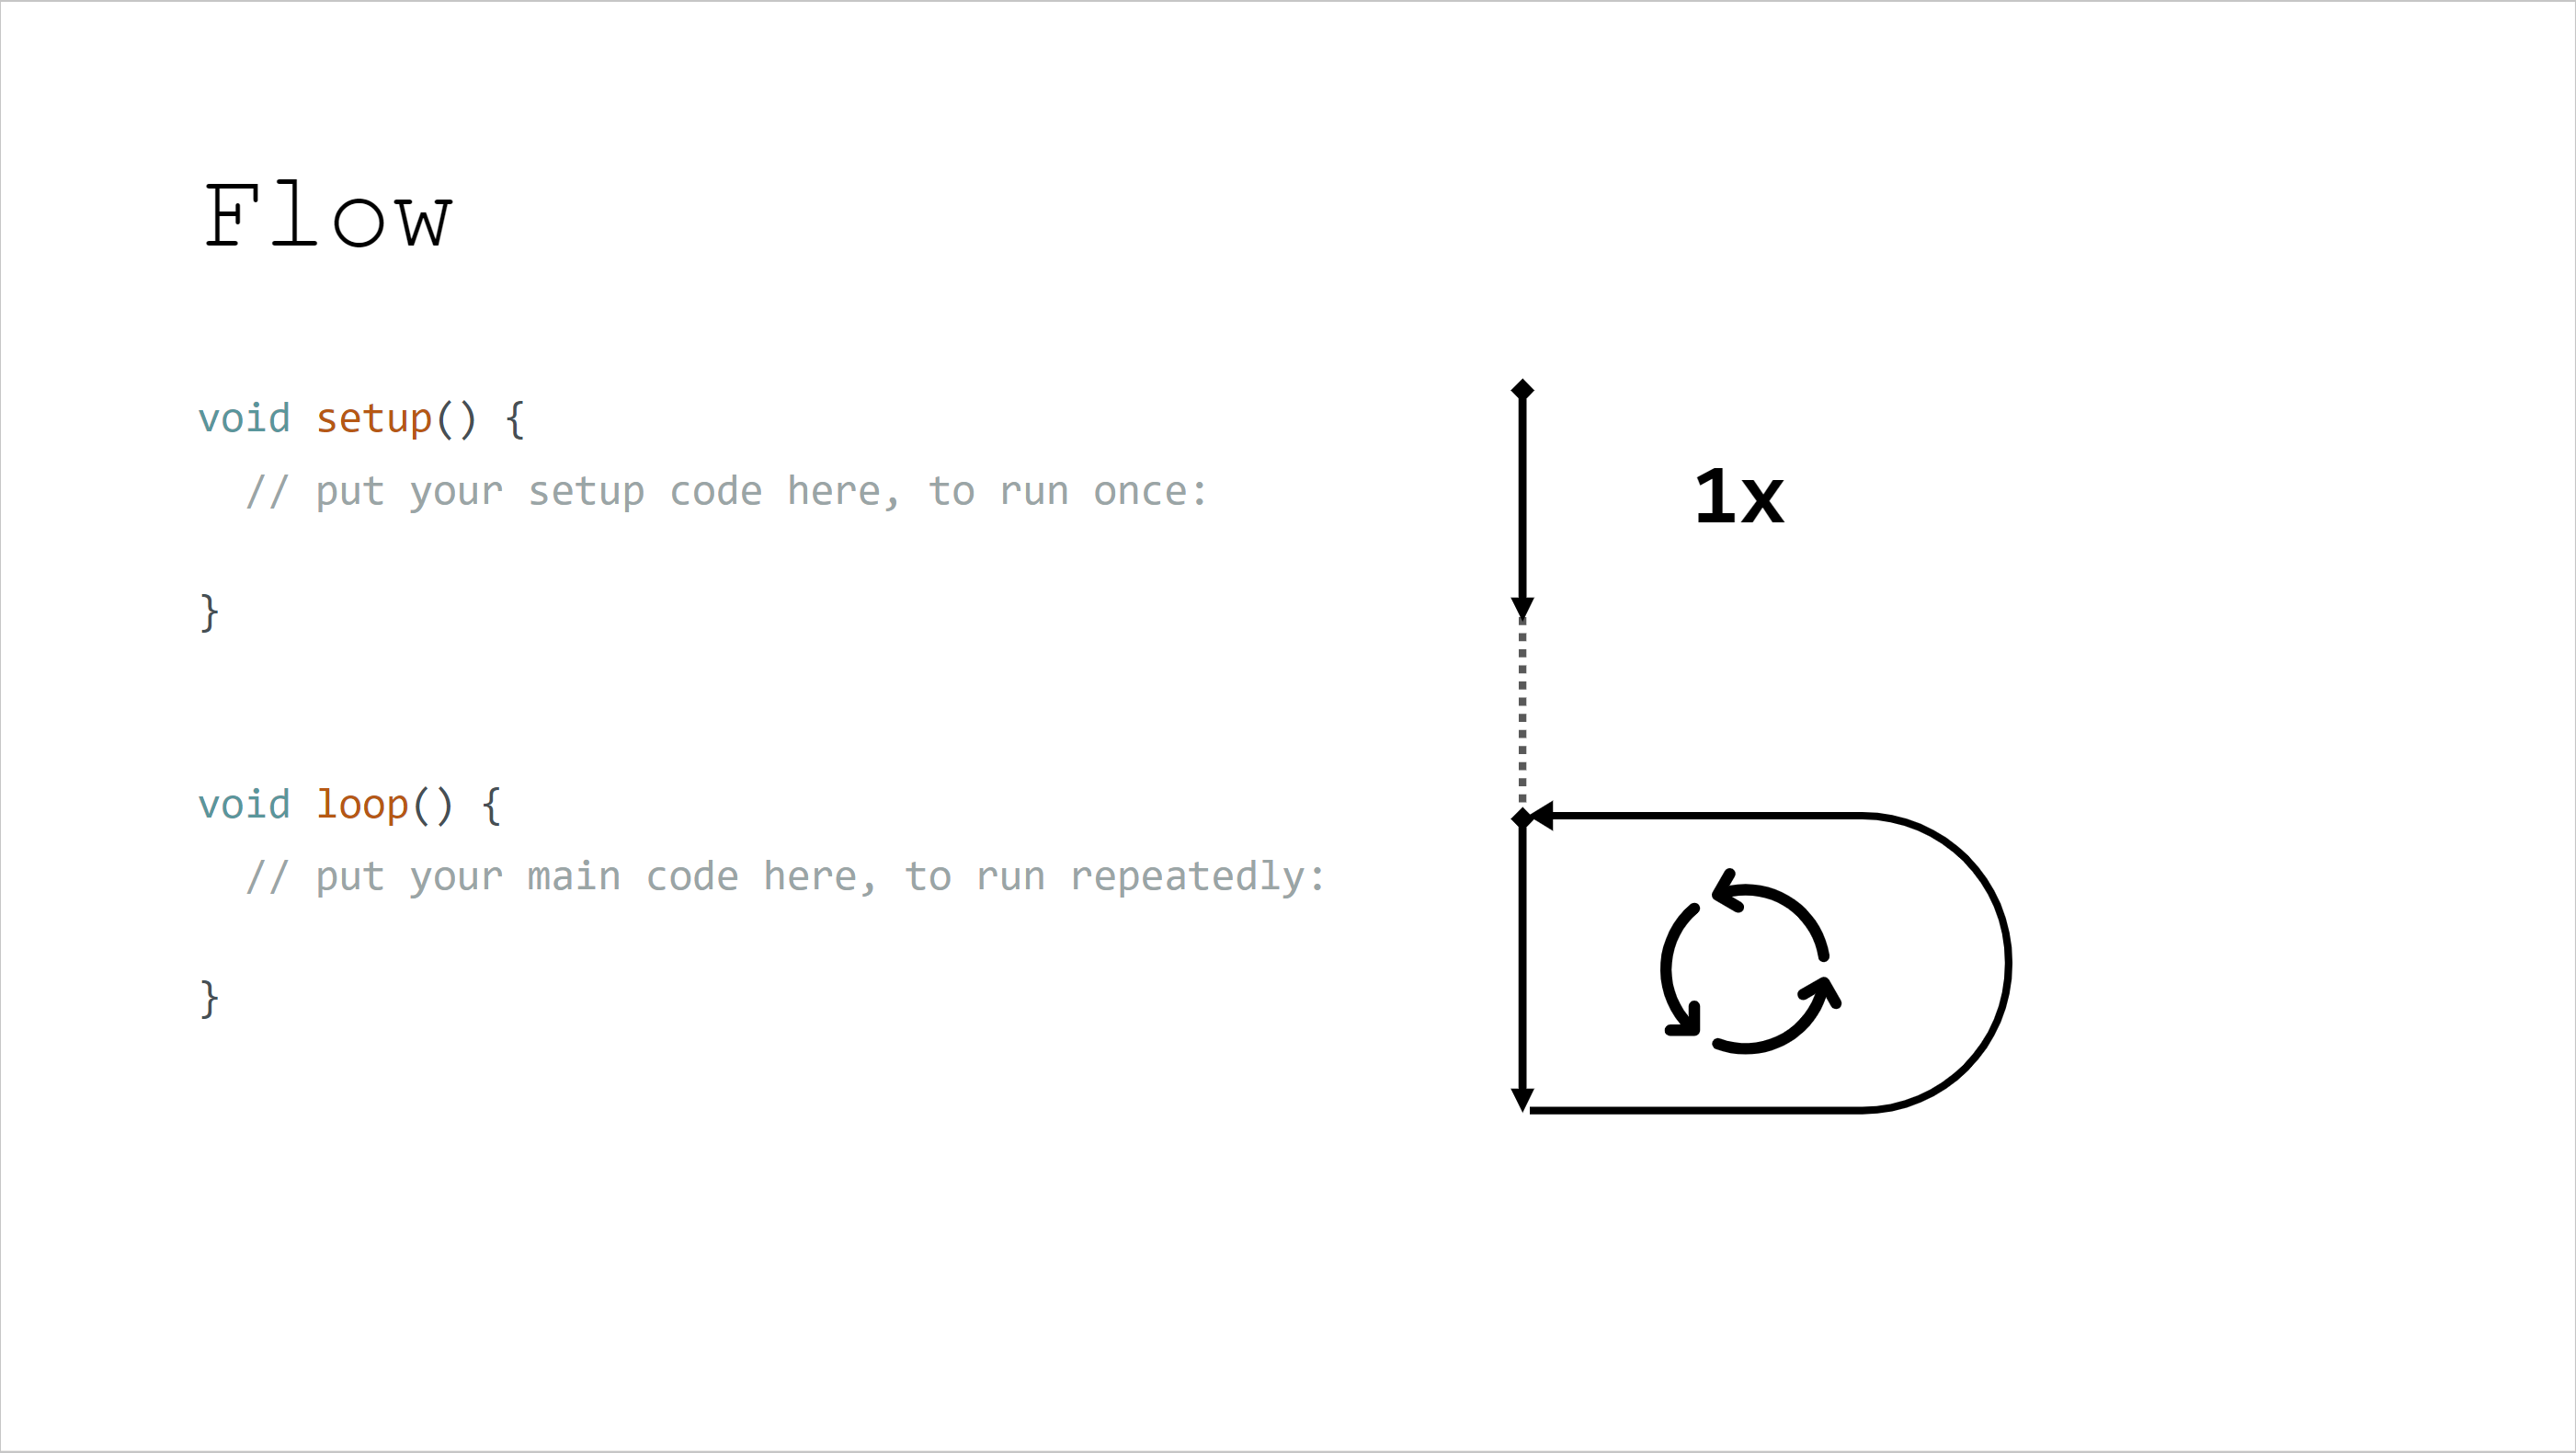 Flow
void setup() {
// put your setup code here, to run once:
}
1x
void loop() {
// put your main code here, to run repeatedly:
}